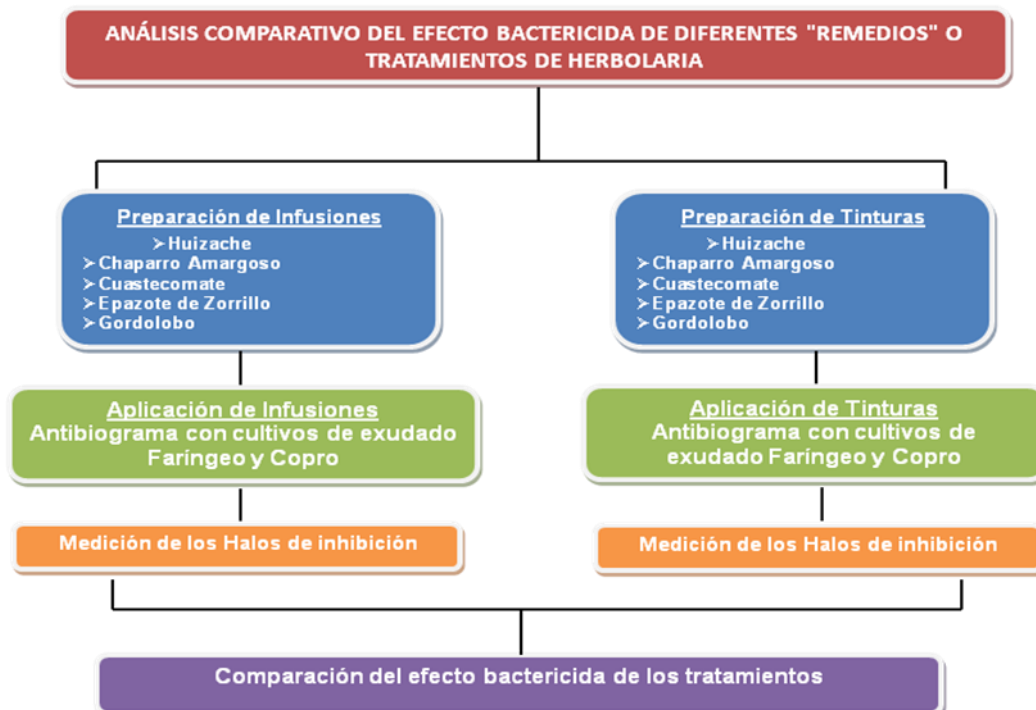 ANÁLISIS COMPARATIVO DEL EFECTO BACTERICIDA DE DIFERENTES "REMEDIOS" O
TRATAMIENTOS DE HERBOLARIA
Preparación de Infusiones
➢Huizache
➢Chaparro Amargoso
➢Cuastecomate
➢Epazote de Zorrillo
➢Gordolobo
Preparación de Tinturas
➢Huizache
➢Chaparro Amargoso
➢Cuastecomate
➢Epazote de Zorrillo
➢Gordolobo
Aplicación de Infusiones
Antibiograma con cultivos de exudado
Faríngeo y Copro
Aplicación de Tinturas
Antibiograma con cultivos de
exudado Faríngeo y Copro
Medición de los Halos de inhibición
Medición de los Halos de inhibición
Comparación del efecto bactericida de los tratamientos